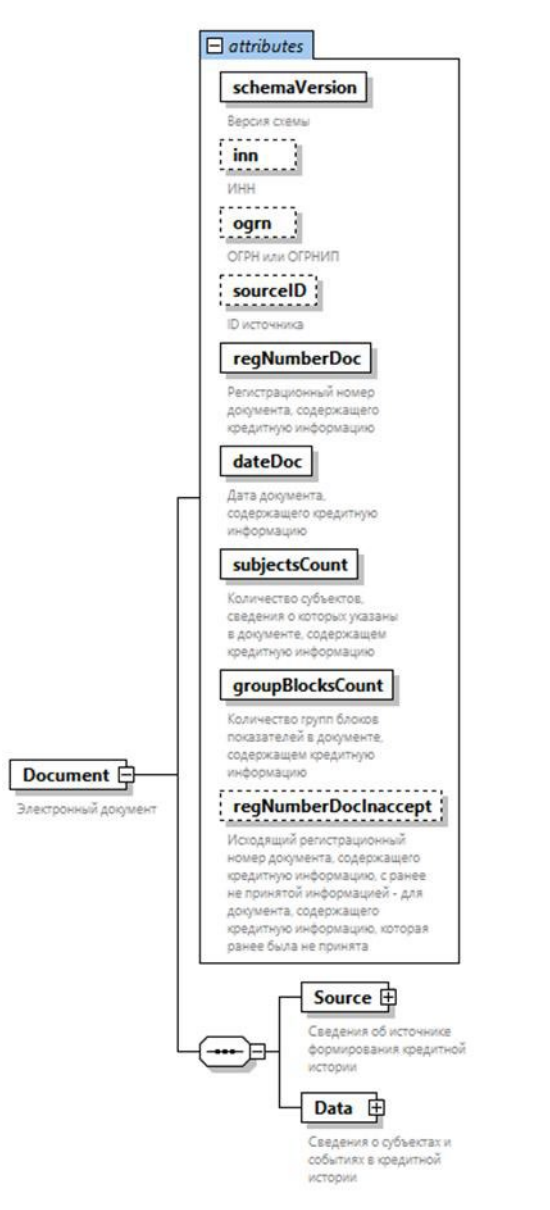 attributes
schemaVersion
Версия схемы
inn
ИНН
ogrn
ОГРН или ОГРНИП
sourceID
ID источника
regNumberDoc
Регистрационный номер
документа, содержащего
кредитную информацию
dateDoc
Дата документа,
содержащего кредитную
информацию
subjectsCount
Количество субъектов,
сведения о которых указаны
в документе, содержащем
кредитную информацию
groupBlocksCount
Количество групп блоков
показателей в документе,
содержащем кредитную
информацию
Document
Электронный документ
regNumberDocInaccept
Исходящий регистрационный
номер документа, содержащего
кредитную информацию, с ранее
не принятой информацией - для
документа, содержащего
кредитную информацию, которая
ранее была не принята
Source
Сведения об источнике
формирования кредитной
истории
Data
Сведения о субъектах и
событиях в кредитной
истории